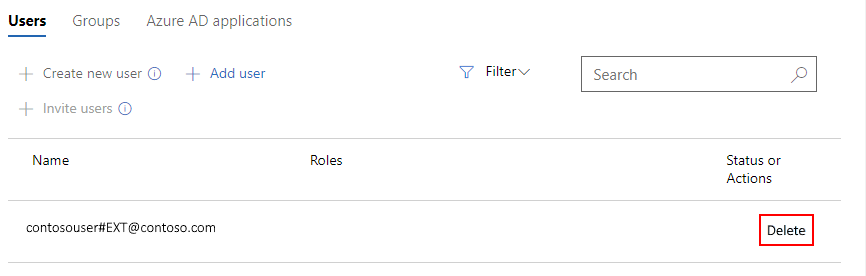 Users Groups Azure AD applications
Create new user Add user Filter Search
Invite users
Name Roles Status or
Actions
contosouser#EXT@contoso.com Delete